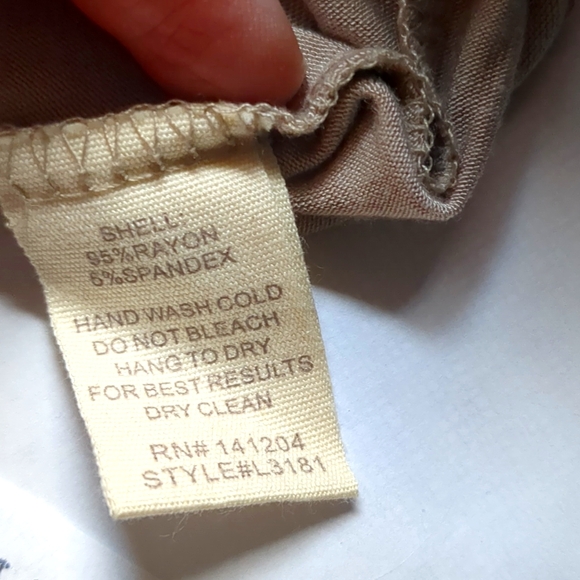 SHELL:
95%RAYON
5%SPANDEX
HAND WASH COLD
DO NOT BLEACH
HANG TO DRY
FOR BEST RESULTS
DRY CLEAN
RN# 141204
STYLE#L3181